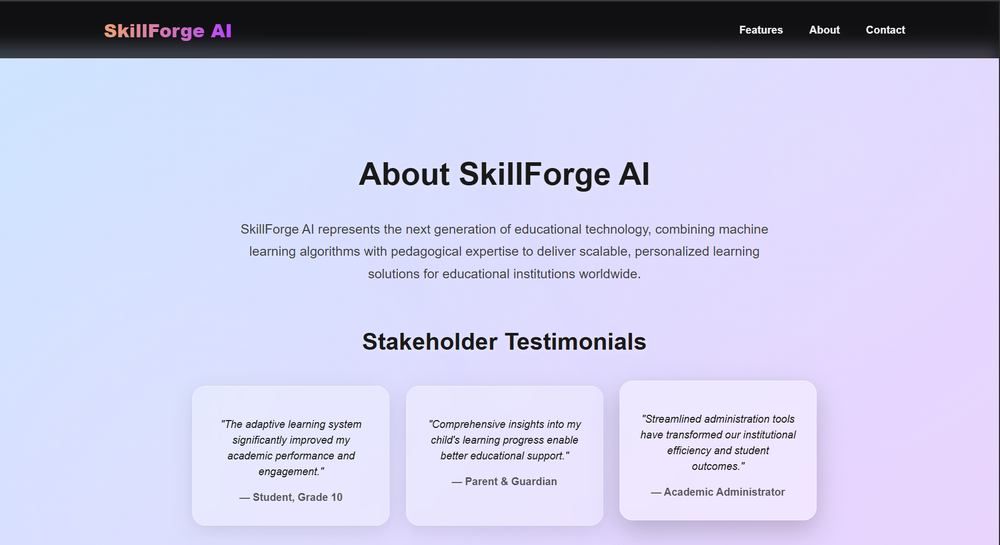 SkillForge AI
Features
About
Contact
About SkillForge AI
SkillForge AI represents the next generation of educational technology, combining machine
learning algorithms with pedagogical expertise to deliver scalable, personalized learning
solutions for educational institutions worldwide.
Stakeholder Testimonials
"The adaptive learning system
significantly improved my
academic performance and
engagement."
— Student, Grade 10
"Comprehensive insights into my
child's learning progress enable
better educational support."
— Parent & Guardian
"Streamlined administration tools
have transformed our institutional
efficiency and student
outcomes."
— Academic Administrator